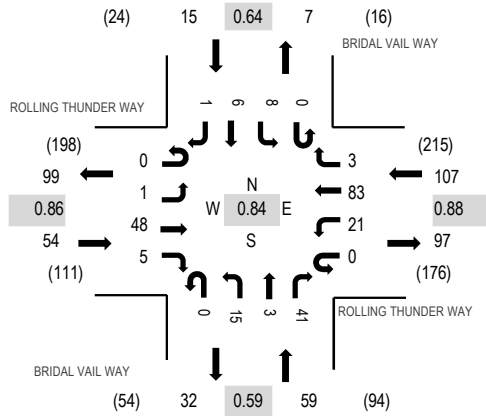 (24) 15 0.64 7 (16)
BRIDAL VAIL WAY
ROLLING THUNDER WAY
1 6 8 0
(198) (215)
99 0 3 107
1 N 83
0.86 W 0.84 E 0.88
54 48 S 21 97
5 0
(111) (176)
0 15 3 41
ROLLING THUNDER WAY
BRIDAL VAIL WAY
(54) 32 0.59 59 (94)